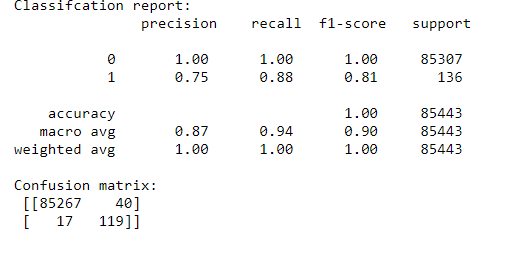 Classifcation report:
precision recall f1-score support
0 1.00 1.00 1.00 85307
1 0.75 0.88 0.81 136
accuracy 1.00 85443
macro avg 0.87 0.94 0.90 85443
weighted avg 1.00 1.00 1.00 85443
Confusion matrix:
[[85267 40]
[ 17 119]]